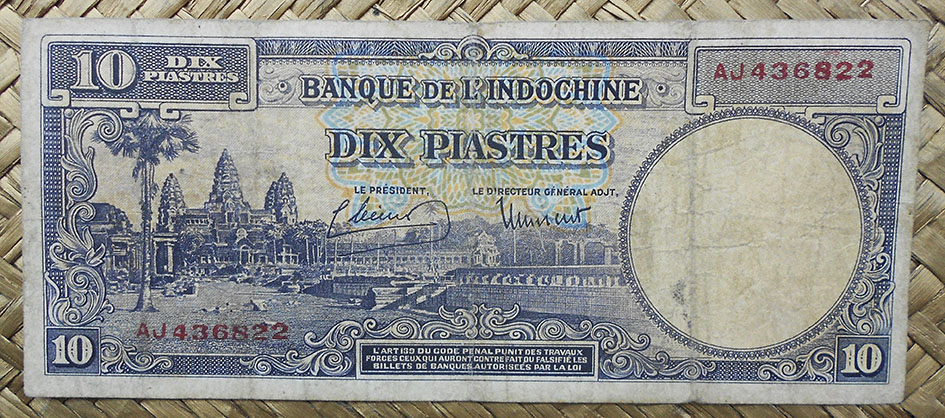 10 DIX
PIASTRES
AJ436822
BANQUE DE L'INDOCHINE
DIX PIASTRES
LE PRÉSIDENT,
LE DIRECTEUR GÉNÉRAL ADJT,
AJ436822
10
L'ART 139 DU CODE PENAL PUNIT DES TRAVAUX
FORCES CEUX QUI AURONT CONTREFAIT OU FALSIFIÉ LES
BILLETS DE BANQUES AUTORISEES PAR LA LOI
10